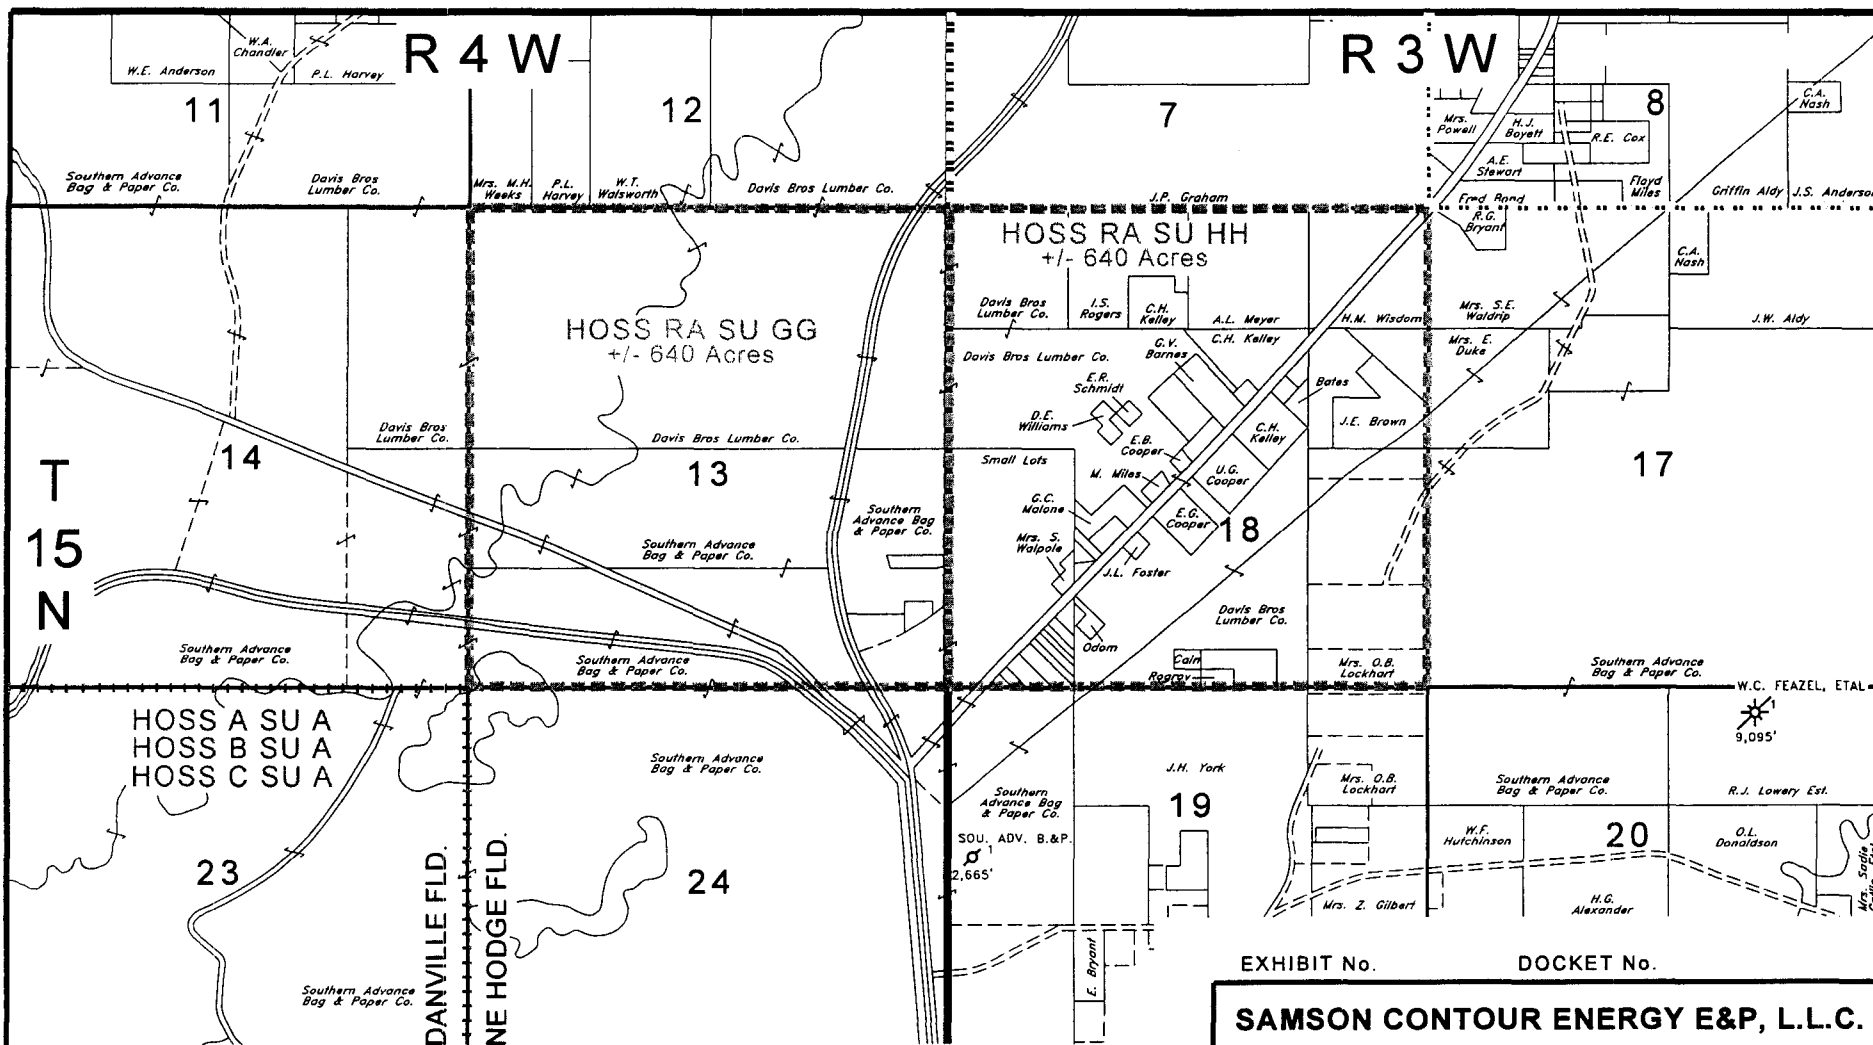 R 4 W
R 3 W
W.A.
Chandler
W.E. Anderson
P.L. Harvey
11
12
7
8
C.A.
Nash
Mrs.
Powell
H.J.
Boyett
R.E. Cox
A.E.
Stewart
Floyd
Miles
Griffin Aldy
J.S. Anderson
Southern Advance
Bag & Paper Co.
Davis Bros
Lumber Co.
Mrs. M.H.
Weeks
P.L.
Harvey
W.T.
Walsworth
Davis Bros Lumber Co.
J.P. Graham
R.G.
Bryant
HOSS RA SU HH
+/- 640 Acres
C.A.
Nash
HOSS RA SU GG
+/- 640 Acres
Davis Bros
Lumber Co.
I.S.
Rogers
C.H.
Kelley
A.L. Meyer
H.M. Wisdom
Mrs. S.E.
Waldrip
J.W. Aldy
C.H. Kelley
G.V.
Barnes
Mrs. E.
Duke
Davis Bros Lumber Co.
E.R.
Schmidt
Bates
D.E.
Williams
J.E. Brown
C.H.
Kelley
Davis Bros
Lumber Co.
Davis Bros Lumber Co.
E.B.
Cooper
T
15
N
14
13
Small Lots
M. Miles
U.G.
Cooper
17
G.C.
Malone
E.G.
Cooper
18
Southern
Advance Bag
& Paper Co.
Mrs. S.
Walpole
Southern Advance
Bag & Paper Co.
J.L. Foster
Davis Bros
Lumber Co.
Odom
Cain
Mrs. O.B.
Lockhart
Southern Advance
Bag & Paper Co.
Southern Advance
Bag & Paper Co.
Southern Advance
Bag & Paper Co.
W.C. FEAZEL, ETAL
1
9,095'
HOSS A SU A
HOSS B SU A
HOSS C SU A
Southern Advance
Bag & Paper Co.
J.H. York
Mrs. O.B.
Lockhart
Southern Advance
Bag & Paper Co.
R.J. Lowery Est.
Southern
Advance Bag
& Paper Co.
19
SOU. ADV. B.&P.
1
2,665'
W.F.
Hutchinson
20
O.L.
Donaldson
Mrs. Sadie
23
24
Mrs. Z. Gilbert
H.G.
Alexander
DANVILLE FLD.
NE HODGE FLD.
E. Bryant
Southern Advance
Bag & Paper Co.
EXHIBIT No.
DOCKET No.
SAMSON CONTOUR ENERGY E&P, L.L.C.